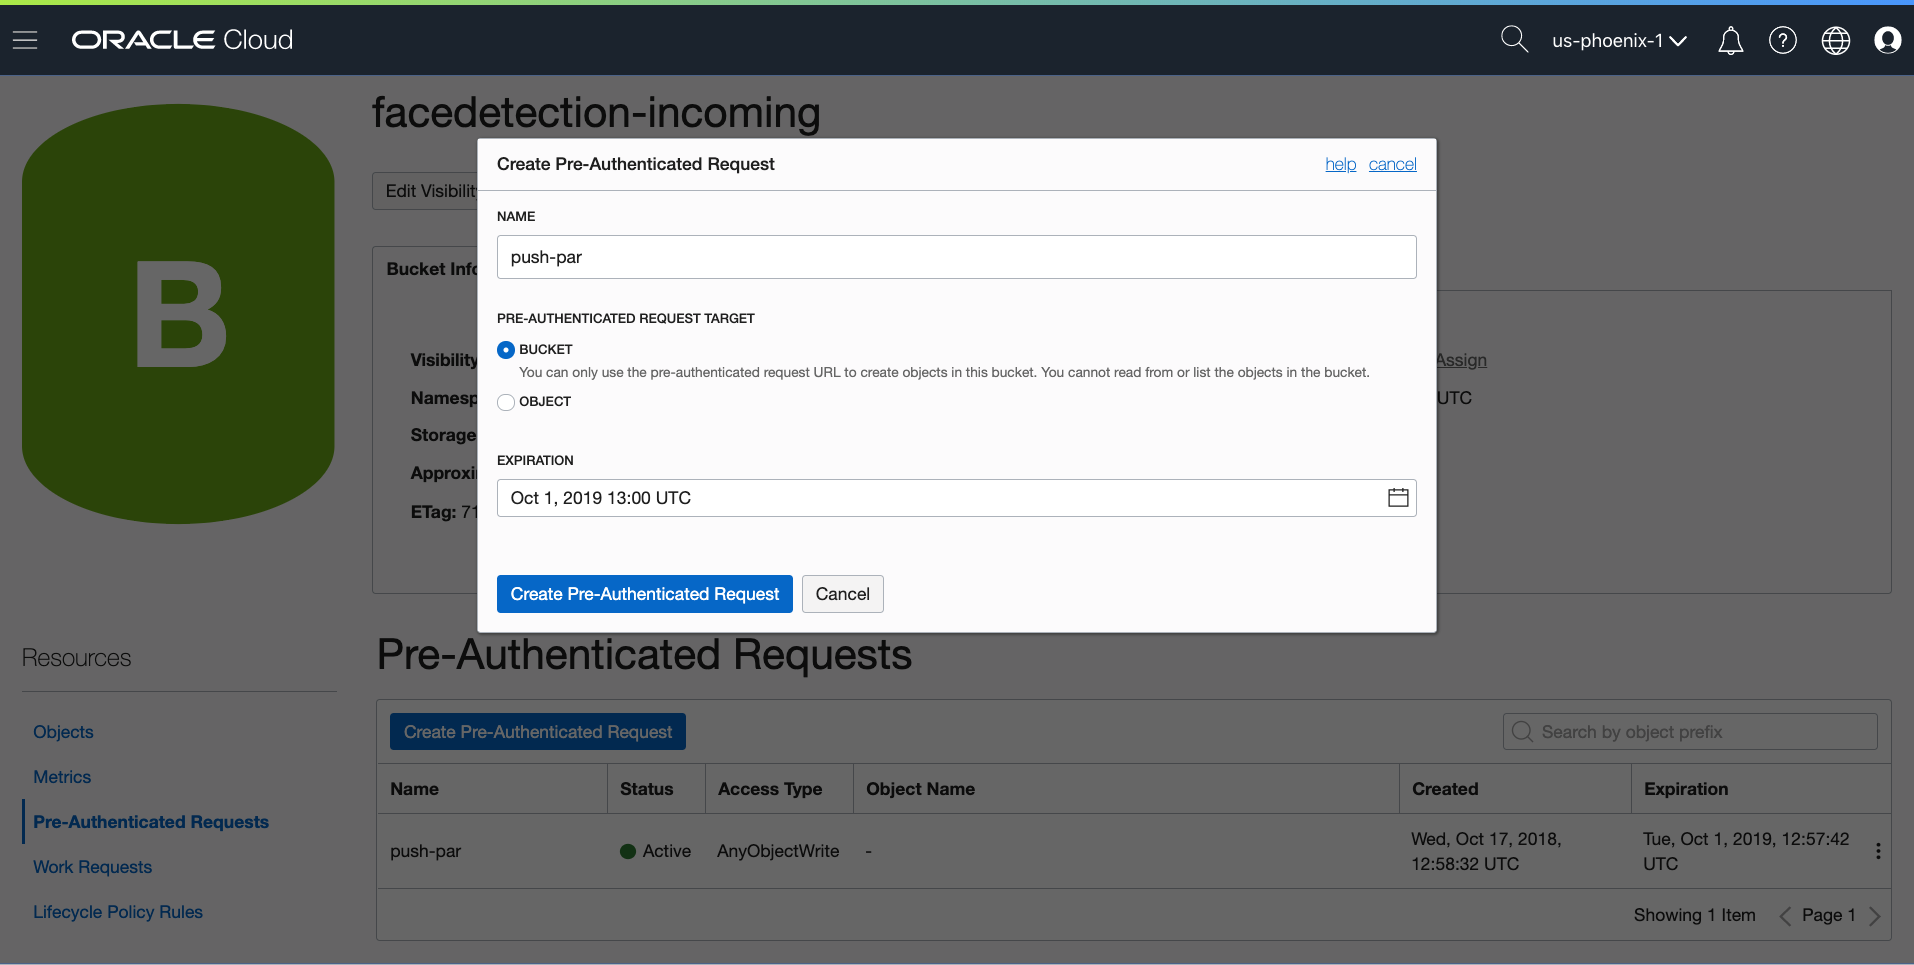 ORACLE Cloud
us-phoenix-1
facedetection-incoming
B
Edit Visibility
Create Pre-Authenticated Request
help cancel
NAME
push-par
PRE-AUTHENTICATED REQUEST TARGET
BUCKET
You can only use the pre-authenticated request URL to create objects in this bucket. You cannot read from or list the objects in the bucket.
OBJECT
EXPIRATION
Oct 1, 2019 13:00 UTC
Create Pre-Authenticated Request Cancel
Bucket Info
Visibility
Assign
Namesp
UTC
Storage
Approxi
ETag: 71
Pre-Authenticated Requests
Resources
Objects
Metrics
Pre-Authenticated Requests
Work Requests
Lifecycle Policy Rules
Create Pre-Authenticated Request
Search by object prefix
Name Status Access Type Object Name Created Expiration
push-par Active AnyObjectWrite - Wed, Oct 17, 2018, Tue, Oct 1, 2019, 12:57:42
12:58:32 UTC UTC
Showing 1 Item Page 1